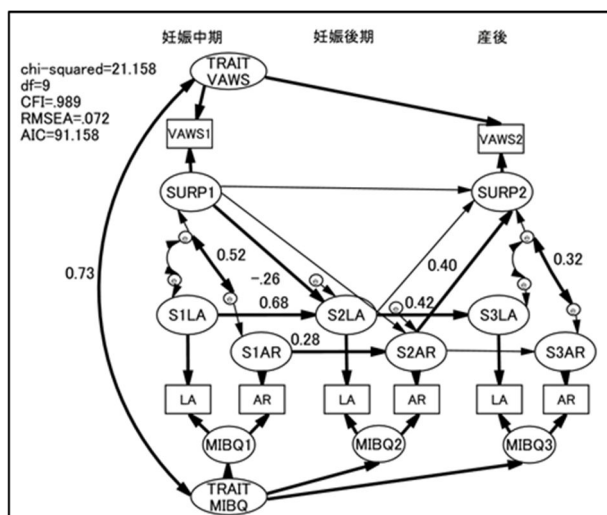 妊娠中期
妊娠後期
産後
chi-squared=21.158
df=9
CFI=.989
RMSEA=.072
AIC=91.158
TRAIT
VAWS
VAWS1
VAWS2
SURP1
SURP2
0.73
0.52
-.26
0.68
0.40
0.42
0.32
S1LA
S2LA
S3LA
S1AR
0.28
S2AR
S3AR
LA
AR
LA
AR
LA
AR
MIBQ1
MIBQ2
MIBQ3
TRAIT
MIBQ